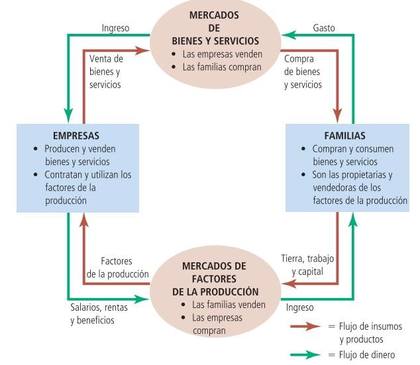 MERCADOS
DE
BIENES Y SERVICIOS
• Las empresas venden
• Las familias compran
Ingreso
Gasto
Venta de
bienes y
servicios
Compra
de bienes
y servicios
EMPRESAS
• Producen y venden
bienes y servicios
• Contratan y utilizan los
factores de la
producción
FAMILIAS
• Compran y consumen
bienes y servicios
• Son las propietarias y
vendedoras de los
factores de la producción
Factores
de la producción
Salarios, rentas
y beneficios
MERCADOS DE
FACTORES
DE LA PRODUCCIÓN
• Las familias venden
• Las empresas
compran
Tierra, trabajo
y capital
Ingreso
= Flujo de insumos
y productos
= Flujo de dinero